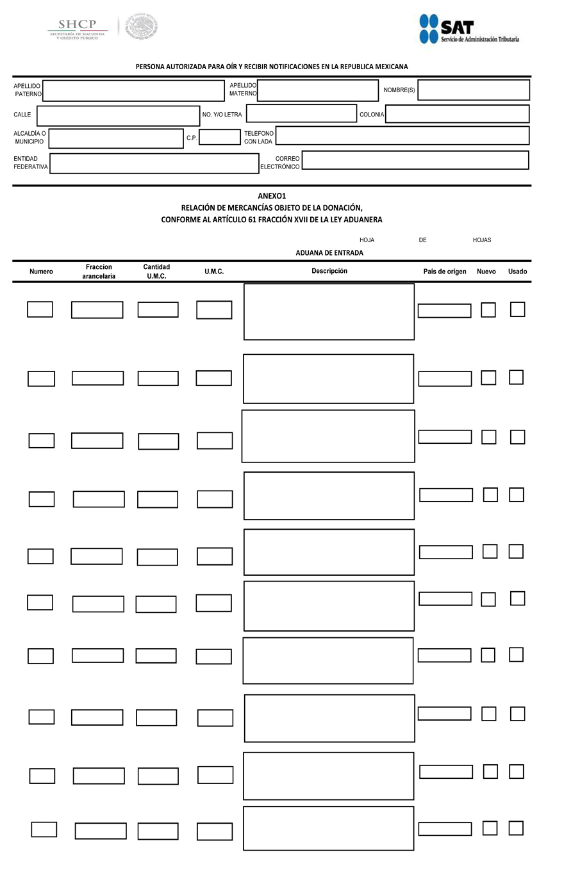 SHCP
SECRETARÍA DE HACIENDA
Y CRÉDITO PÚBLICO
SAT
Servicio de Administración Tributaria
PERSONA AUTORIZADA PARA OÍR Y RECIBIR NOTIFICACIONES EN LA REPUBLICA MEXICANA
APELLIDO PATERNO
APELLIDO MATERNO
NOMBRE(S)
CALLE
NO. Y/O LETRA
COLONIA
ALCALDÍA O MUNICIPIO
C.P.
TELEFONO CON LADA
ENTIDAD FEDERATIVA
CORREO ELECTRÓNICO
ANEXO1
RELACIÓN DE MERCANCÍAS OBJETO DE LA DONACIÓN,
CONFORME AL ARTÍCULO 61 FRACCIÓN XVII DE LA LEY ADUANERA
HOJA DE HOJAS
ADUANA DE ENTRADA
Numero Fraccion arancelaria Cantidad U.M.C. U.M.C. Descripción País de origen Nuevo Usado